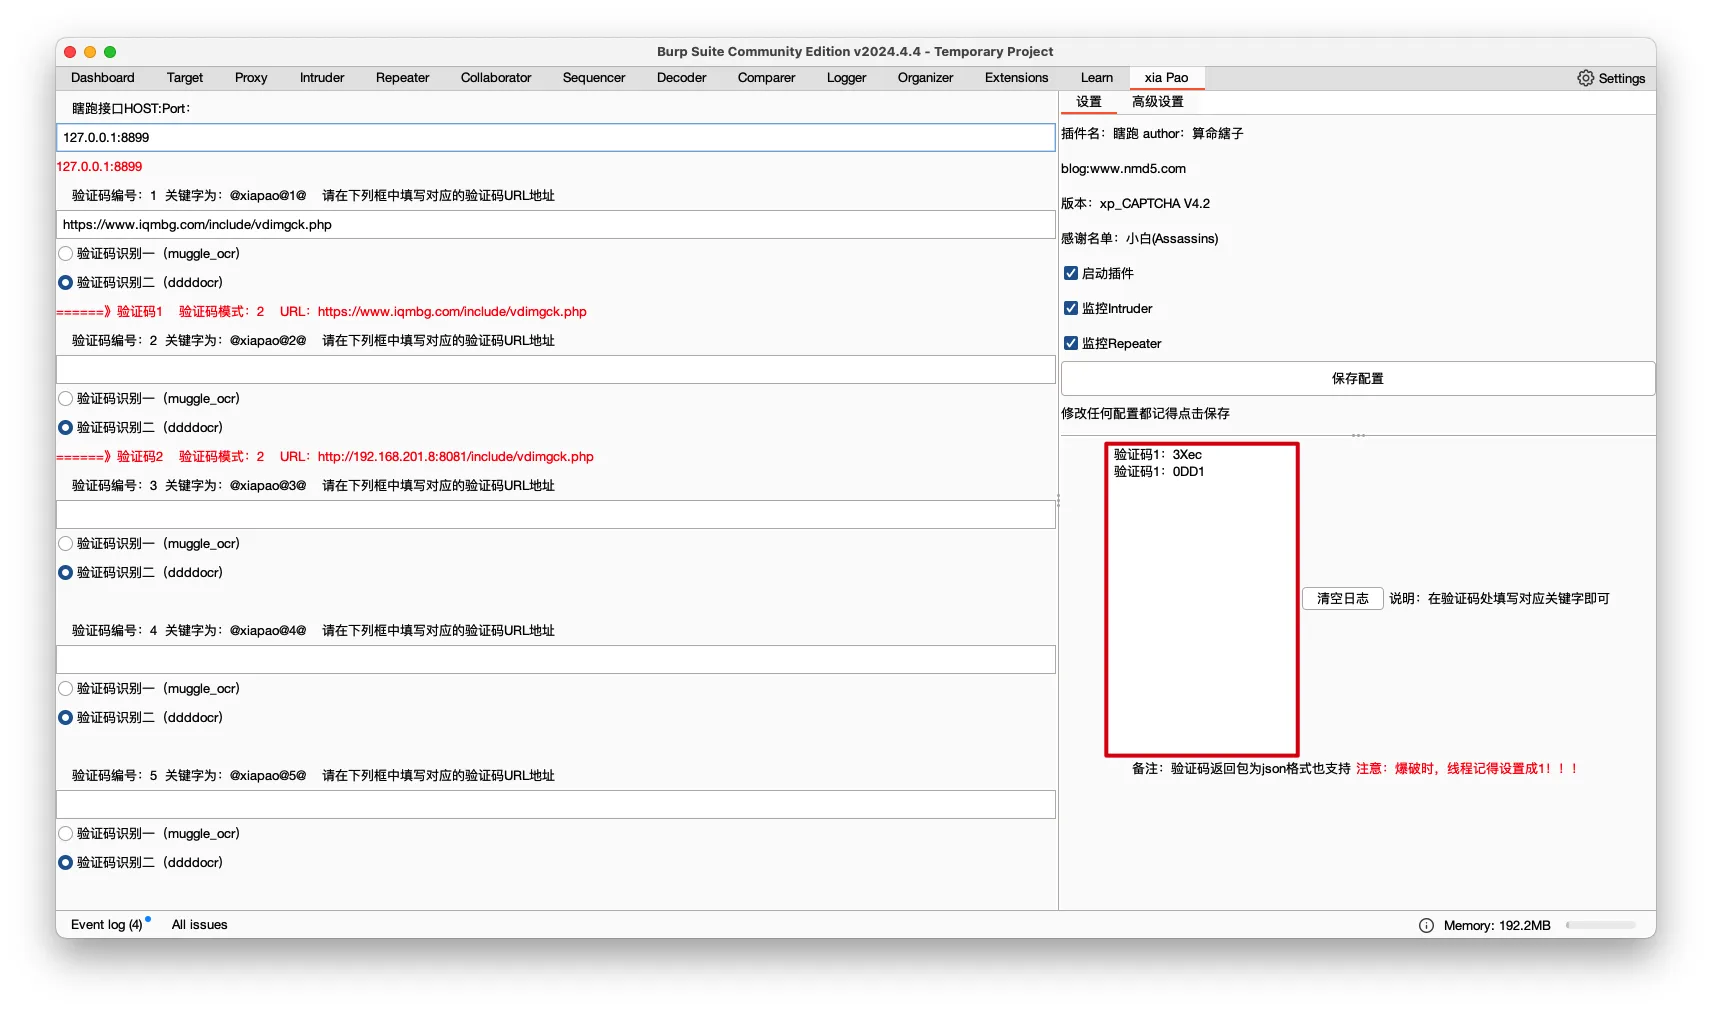 Burp Suite Community Edition v2024.4.4 - Temporary Project
Dashboard Target Proxy Intruder Repeater Collaborator Sequencer Decoder Comparer Logger Organizer Extensions Learn xia Pao Settings
瞎跑接口HOST:Port：
127.0.0.1:8899
127.0.0.1:8899
验证码编号：1 关键字为：@xiapao@1@ 请在下列框中填写对应的验证码URL地址
https://www.iqmbg.com/include/vdimgck.php
验证码识别一（muggle_ocr）
验证码识别二（ddddocr）
======》验证码1 验证码模式：2 URL：https://www.iqmbg.com/include/vdimgck.php
验证码编号：2 关键字为：@xiapao@2@ 请在下列框中填写对应的验证码URL地址
验证码识别一（muggle_ocr）
验证码识别二（ddddocr）
======》验证码2 验证码模式：2 URL：http://192.168.201.8:8081/include/vdimgck.php
验证码编号：3 关键字为：@xiapao@3@ 请在下列框中填写对应的验证码URL地址
验证码识别一（muggle_ocr）
验证码识别二（ddddocr）
验证码编号：4 关键字为：@xiapao@4@ 请在下列框中填写对应的验证码URL地址
验证码识别一（muggle_ocr）
验证码识别二（ddddocr）
验证码编号：5 关键字为：@xiapao@5@ 请在下列框中填写对应的验证码URL地址
验证码识别一（muggle_ocr）
验证码识别二（ddddocr）
设置 高级设置
插件名：瞎跑 author：算命縖子
blog:www.nmd5.com
版本：xp_CAPTCHA V4.2
感谢名单：小白(Assassins)
启动插件
监控Intruder
监控Repeater
保存配置
修改任何配置都记得点击保存
验证码1：3Xec
验证码1：0DD1
清空日志 说明：在验证码处填写对应关键字即可
备注：验证码返回包为json格式也支持 注意：爆破时，线程记得设置成1！！！
Event log (4) All issues
Memory: 192.2MB